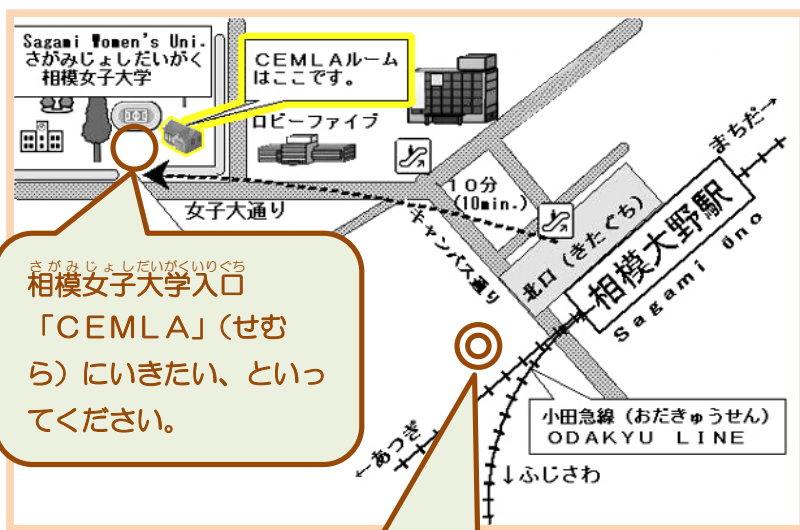 Sagami Women's Uni.
さがみじょしだいがく
相模女子大学
CEMLAルーム
はここです。
ロビーファイブ
まちだ→
10分
(10min.)
女子大通り
キャンパス通り
北口(きたぐち)
相模大野駅
Sagami ōno
さがみじょしだいがくいりぐち
相模女子大学入口
「CEMLA」(せむ
ら)にいきたい、といっ
てください。
小田急線(おだきゅうせん)
ODAKYU LINE
←あつぎ
↓ふじさわ